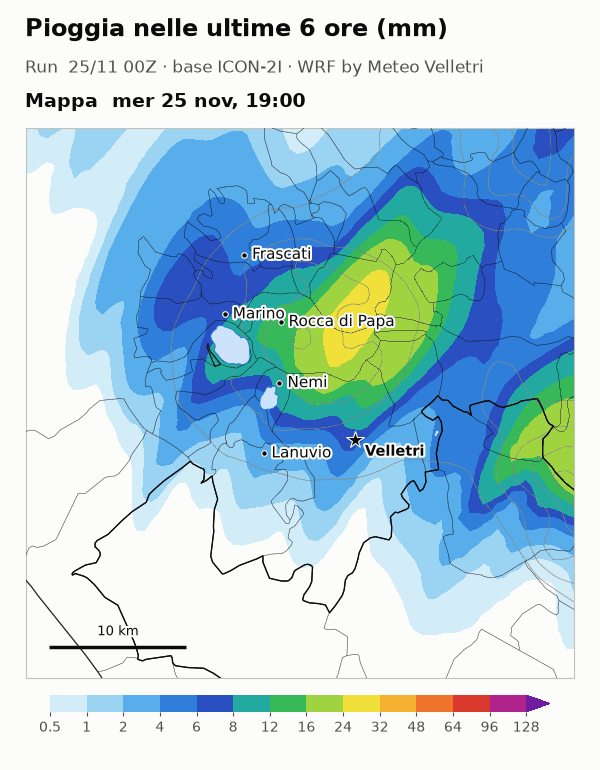 Pioggia nelle ultime 6 ore (mm)
Run  25/11 00Z · base ICON-2I · WRF by Meteo Velletri
Mappa  mer 25 nov, 19:00
Frascati
Marino
Rocca di Papa
Nemi
Velletri
Lanuvio
10 km
0.5 1 2 4 6 8 12 16 24 32 48 64 96 128